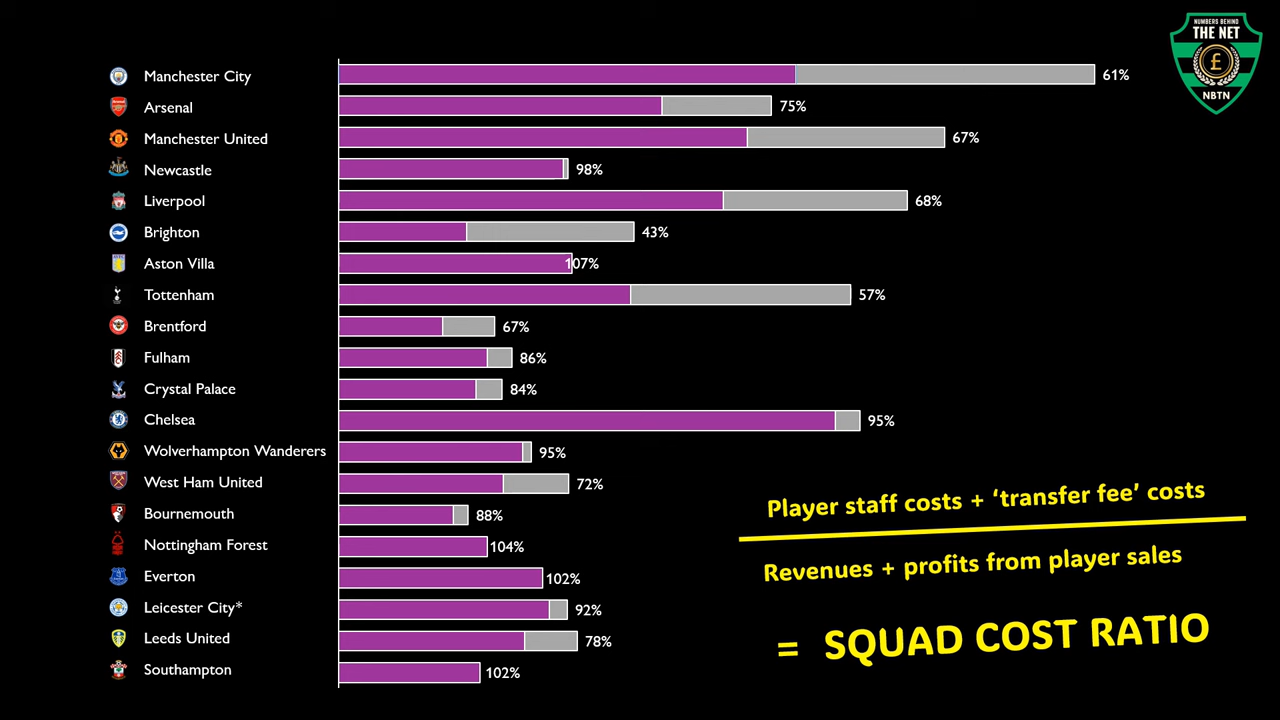 NUMBERS BEHIND
THE NET
£
NBTN
Manchester City 61%
Arsenal 75%
Manchester United 67%
Newcastle 98%
Liverpool 68%
Brighton 43%
Aston Villa 107%
Tottenham 57%
Brentford 67%
Fulham 86%
Crystal Palace 84%
Chelsea 95%
Wolverhampton Wanderers 95%
West Ham United 72%
Bournemouth 88%
Nottingham Forest 104%
Everton 102%
Leicester City* 92%
Leeds United 78%
Southampton 102%
Player staff costs + ‘transfer fee’ costs
Revenues + profits from player sales
= SQUAD COST RATIO